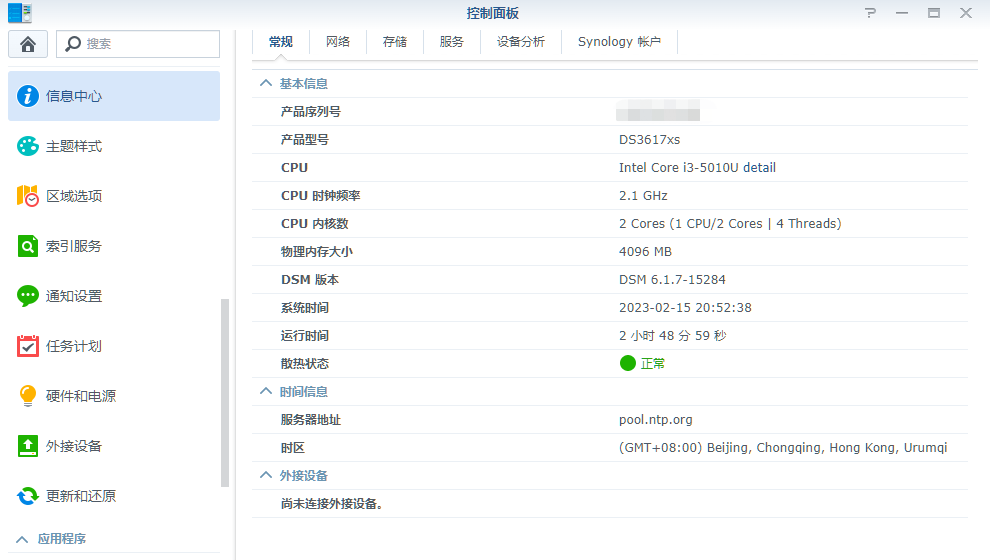 控制面板
搜索
常规 网络 存储 服务 设备分析 Synology 帐户
信息中心
主题样式
区域选项
索引服务
通知设置
任务计划
硬件和电源
外接设备
更新和还原
应用程序
基本信息
产品序列号
产品型号 DS3617xs
CPU Intel Core i3-5010U detail
CPU 时钟频率 2.1 GHz
CPU 内核数 2 Cores (1 CPU/2 Cores | 4 Threads)
物理内存大小 4096 MB
DSM 版本 DSM 6.1.7-15284
系统时间 2023-02-15 20:52:38
运行时间 2 小时 48 分 59 秒
散热状态 正常
时间信息
服务器地址 pool.ntp.org
时区 (GMT+08:00) Beijing, Chongqing, Hong Kong, Urumqi
外接设备
尚未连接外接设备。